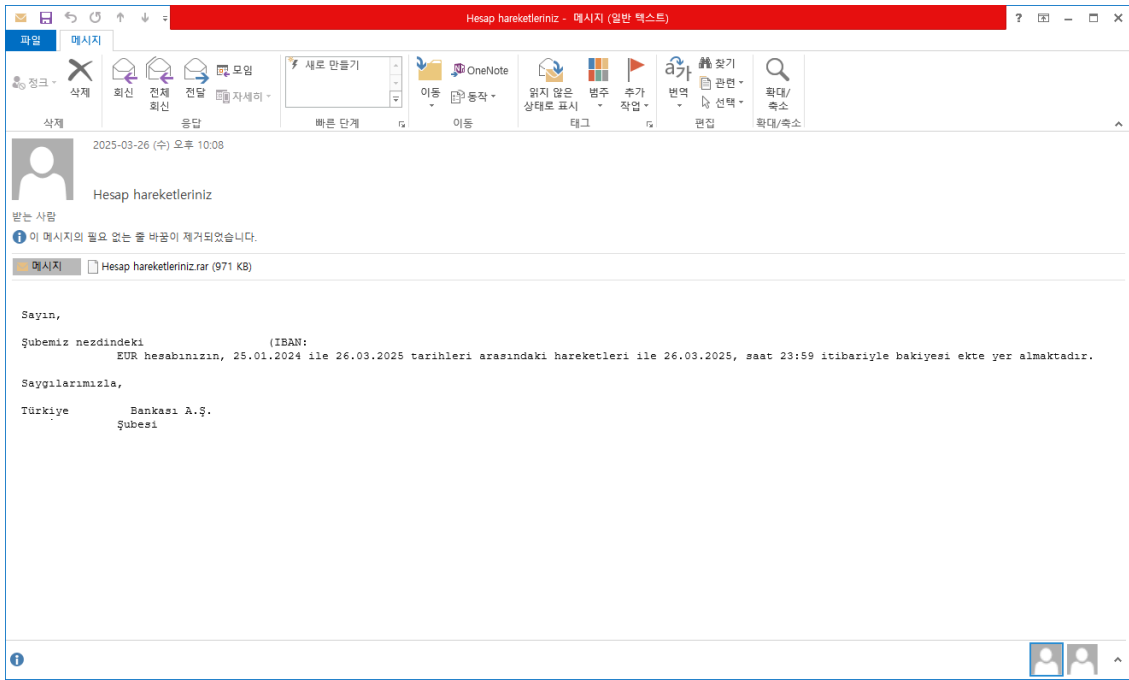 Hesap hareketleriniz - 메시지 (일반 텍스트)
?
파일
메시지
정크
삭제
회신
전체 회신
전달
모임
자세히
새로 만들기
이동
OneNote
동작
읽지 않은 상태로 표시
범주
추가 작업
번역
찾기
관련
선택
확대/축소
삭제
응답
빠른 단계
이동
태그
편집
확대/축소
2025-03-26 (수) 오후 10:08
Hesap hareketleriniz
받는 사람
이 메시지의 필요 없는 줄 바꿈이 제거되었습니다.
메시지
Hesap hareketleriniz.rar (971 KB)
Sayın,
Şubemiz nezdindeki (IBAN:
EUR hesabınızın, 25.01.2024 ile 26.03.2025 tarihleri arasındaki hareketleri ile 26.03.2025, saat 23:59 itibariyle bakiyesi ekte yer almaktadır.
Saygılarımızla,
Türkiye Bankası A.Ş.
Şubesi